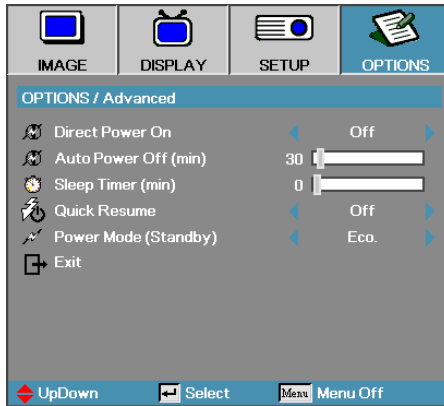 IMAGE DISPLAY SETUP OPTIONS
OPTIONS / Advanced
Direct Power On Off
Auto Power Off (min) 30
Sleep Timer (min) 0
Quick Resume Off
Power Mode (Standby) Eco.
Exit
UpDown Select Menu Menu Off